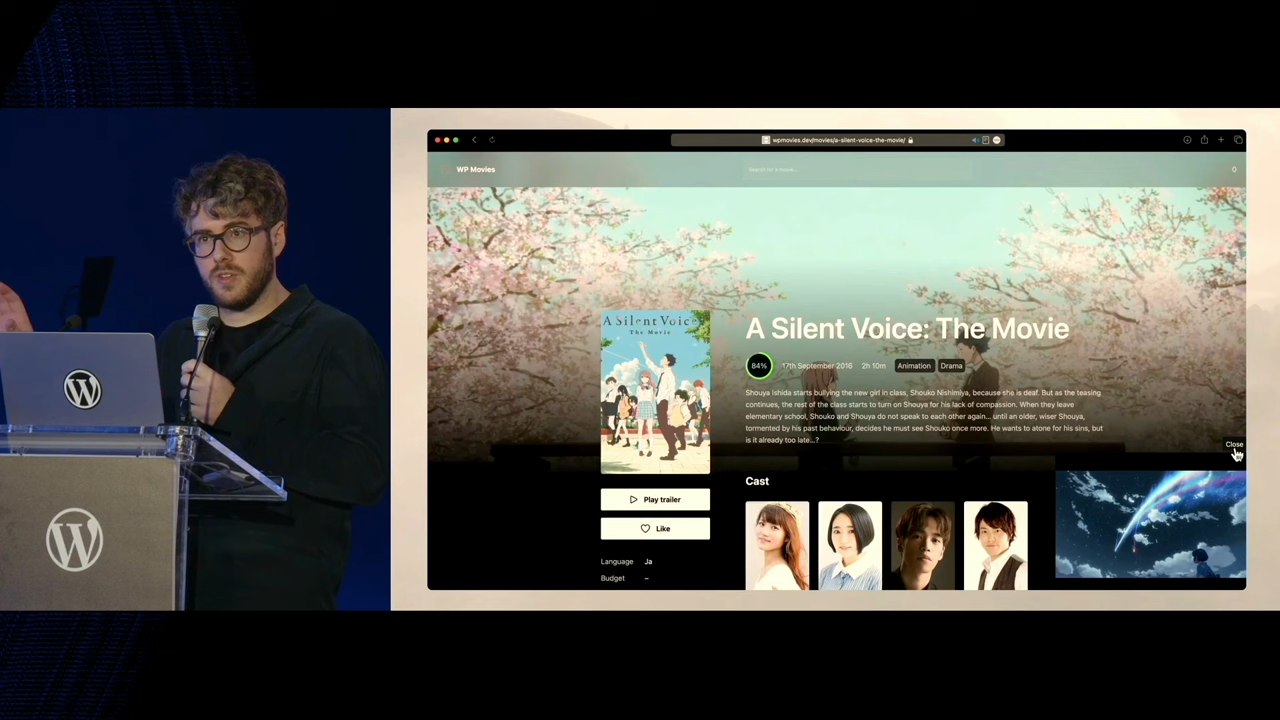 wpmovies.dev/movies/a-silent-voice-the-movie/
WP Movies
Search for a movie...
0
A Silent Voice
The Movie
A Silent Voice: The Movie
84%
17th September 2016
2h 10m
Animation
Drama
Shouya Ishida starts bullying the new girl in class, Shouko Nishimiya, because she is deaf. But as the teasing
continues, the rest of the class starts to turn on Shouya for his lack of compassion. When they leave
elementary school, Shouko and Shouya do not speak to each other again... until an older, wiser Shouya,
tormented by his past behaviour, decides he must see Shouko once more. He wants to atone for his sins, but
is it already too late...?
Close
Play trailer
Like
Language Ja
Budget –
Cast
W
W